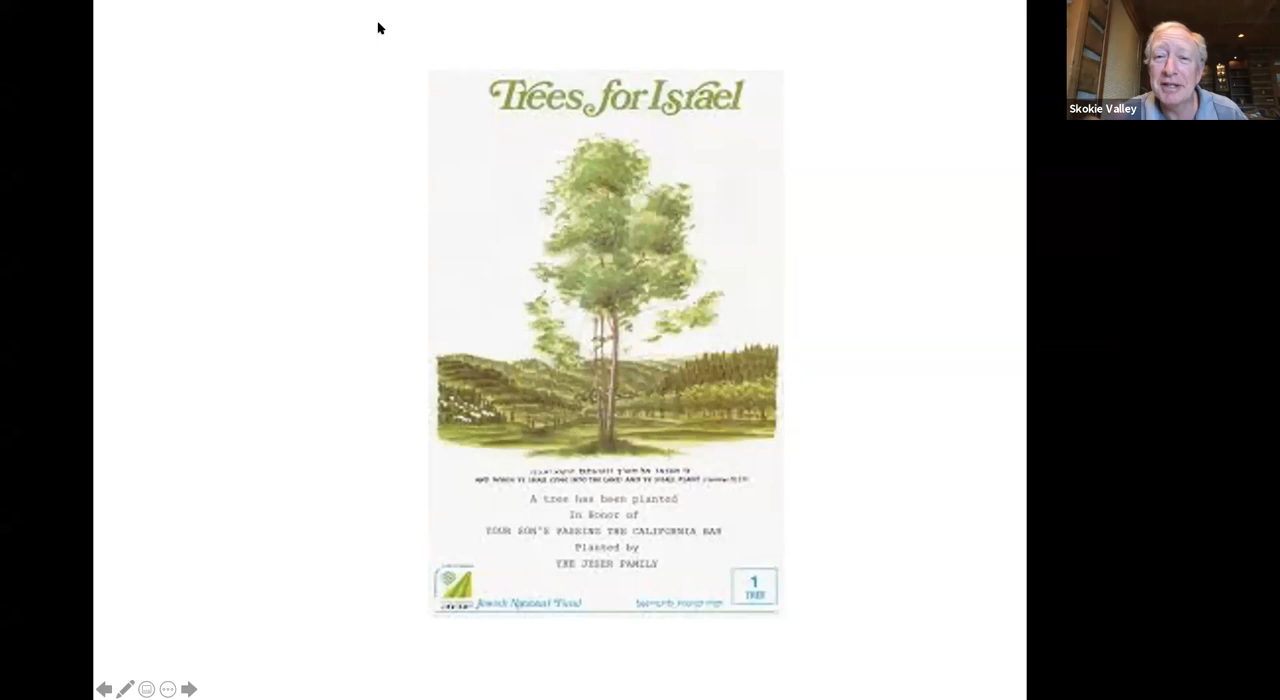 Trees for Israel
AND WHEN YE SHALL COME INTO THE LAND AND YE SHALL PLANT
A tree has been planted
In Honor of
YOUR SON'S PASSING THE CALIFORNIA BAR
Planted by
THE JESER FAMILY
1
TREE
Jewish National Fund
Skokie Valley